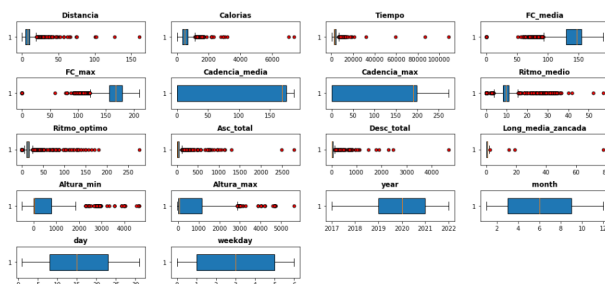 Distancia Calorias Tiempo FC_media
1 1 1 1
0 50 100 150 0 2000 4000 6000 0 20000 40000 60000 80000 100000 0 50 100 150
FC_max Cadencia_media Cadencia_max Ritmo_medio
1 1 1 1
0 50 100 150 200 0 50 100 150 0 50 100 150 200 250 0 20 40 60 80
Ritmo_optimo Asc_total Desc_total Long_media_zancada
1 1 1 1
0 50 100 150 200 250 0 500 1000 1500 2000 2500 0 1000 2000 3000 4000 0 20 40 60 80
Altura_min Altura_max year month
1 1 1 1
0 1000 2000 3000 4000 0 1000 2000 3000 4000 5000 2017 2018 2019 2020 2021 2022 2 4 6 8 10 12
day weekday
1 1
0 5 10 15 20 25 30 0 1 2 3 4 5 6